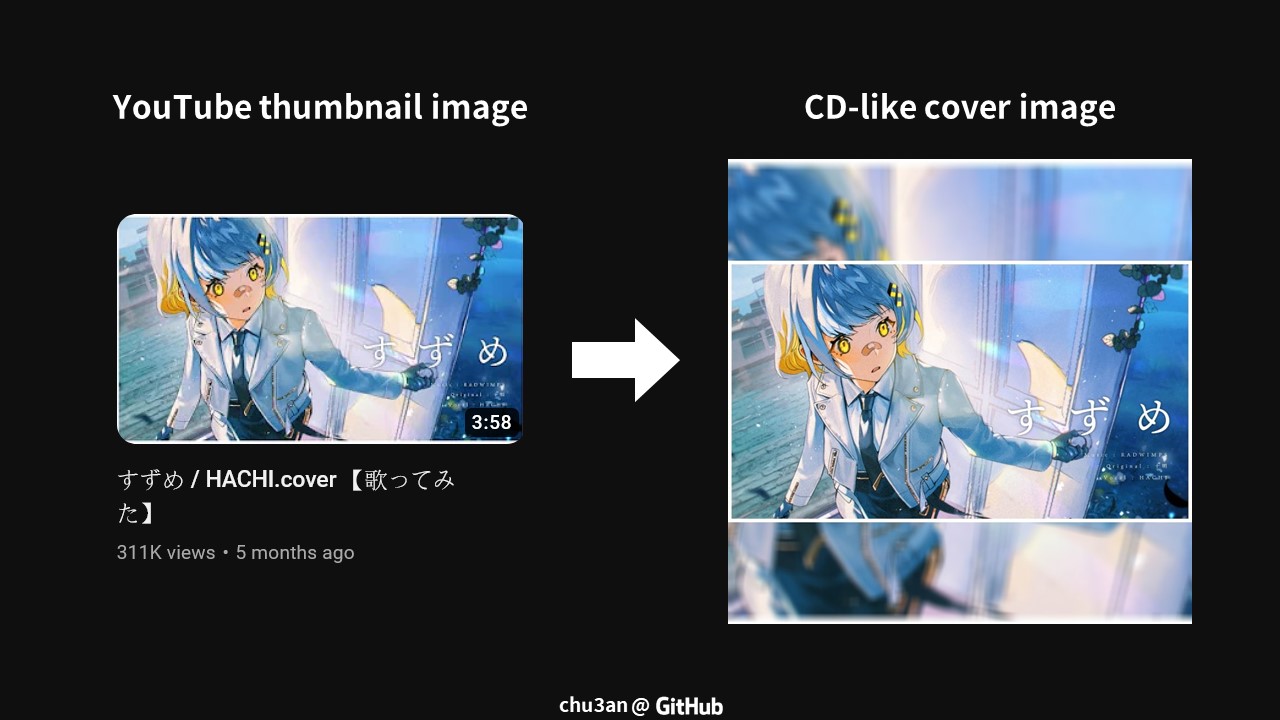 YouTube thumbnail image
CD-like cover image
すずめ
3:58
すずめ / HACHI.cover 【歌ってみ
た】
311K views・5 months ago
すずめ
chu3an@ GitHub